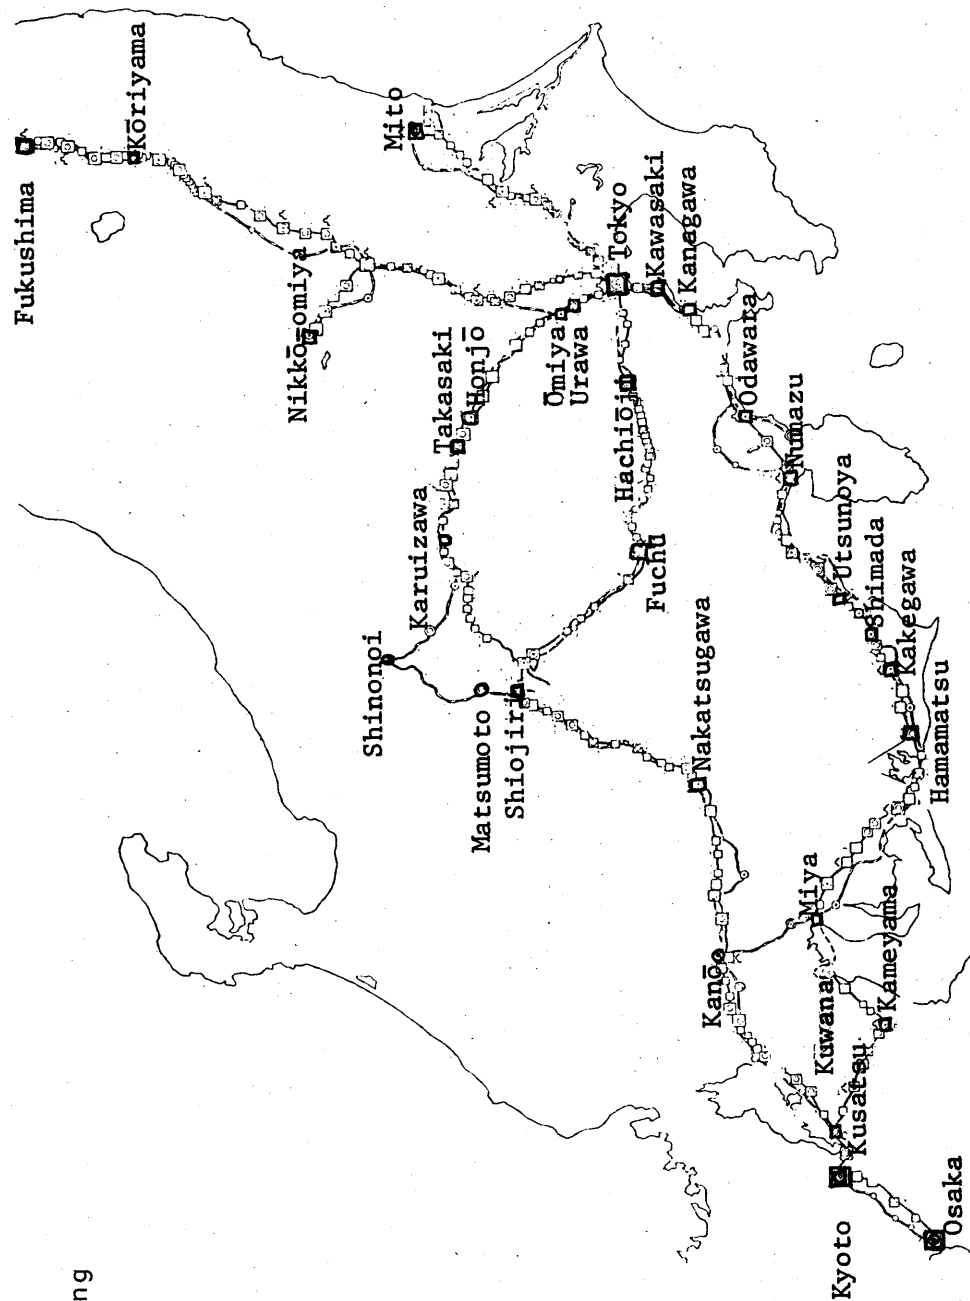 Fukushima
Kōriyama
Nikkō-omiya
Mito
Takasaki
Honjō
Ōmiya
Urawa
Tokyo
Kawasaki
Kanagawa
Karuizawa
Hachiōji
Odawara
Numazu
Shinonoi
Fuchu
Utsunoya
Shimada
Kakegawa
Matsumoto
Shiojiri
Nakatsugawa
Hamamatsu
Miya
Kanō
Kuwana
Kameyama
Kusatsu
Kyoto
Osaka
ng